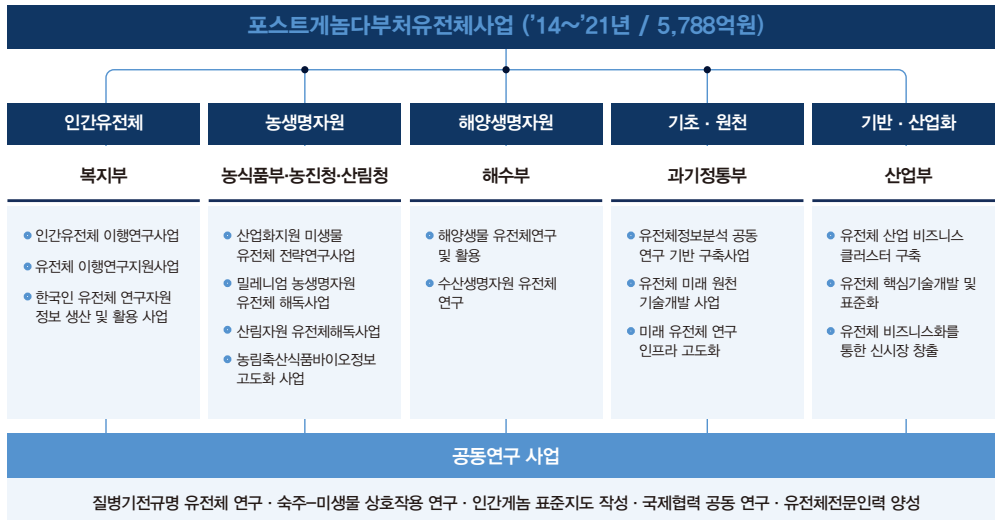 포스트게놈다부처유전체사업 (’14~’21년 / 5,788억원)
인간유전체
복지부
인간유전체 이행연구사업
유전체 이행연구지원사업
한국인 유전체 연구자원
정보 생산 및 활용 사업
농생명자원
농식품부·농진청·산림청
산업화지원 미생물
유전체 전략연구사업
밀레니엄 농생명자원
유전체 해독사업
산림자원 유전체해독사업
농림축산식품바이오정보
고도화 사업
해양생명자원
해수부
해양생물 유전체연구
및 활용
수산생명자원 유전체
연구
기초 · 원천
과기정통부
유전체정보분석 공동
연구 기반 구축사업
유전체 미래 원천
기술개발 사업
미래 유전체 연구
인프라 고도화
기반 · 산업화
산업부
유전체 산업 비즈니스
클러스터 구축
유전체 핵심기술개발 및
표준화
유전체 비즈니스화를
통한 신시장 창출
공동연구 사업
질병기전규명 유전체 연구 · 숙주–미생물 상호작용 연구 · 인간게놈 표준지도 작성 · 국제협력 공동 연구 · 유전체전문인력 양성